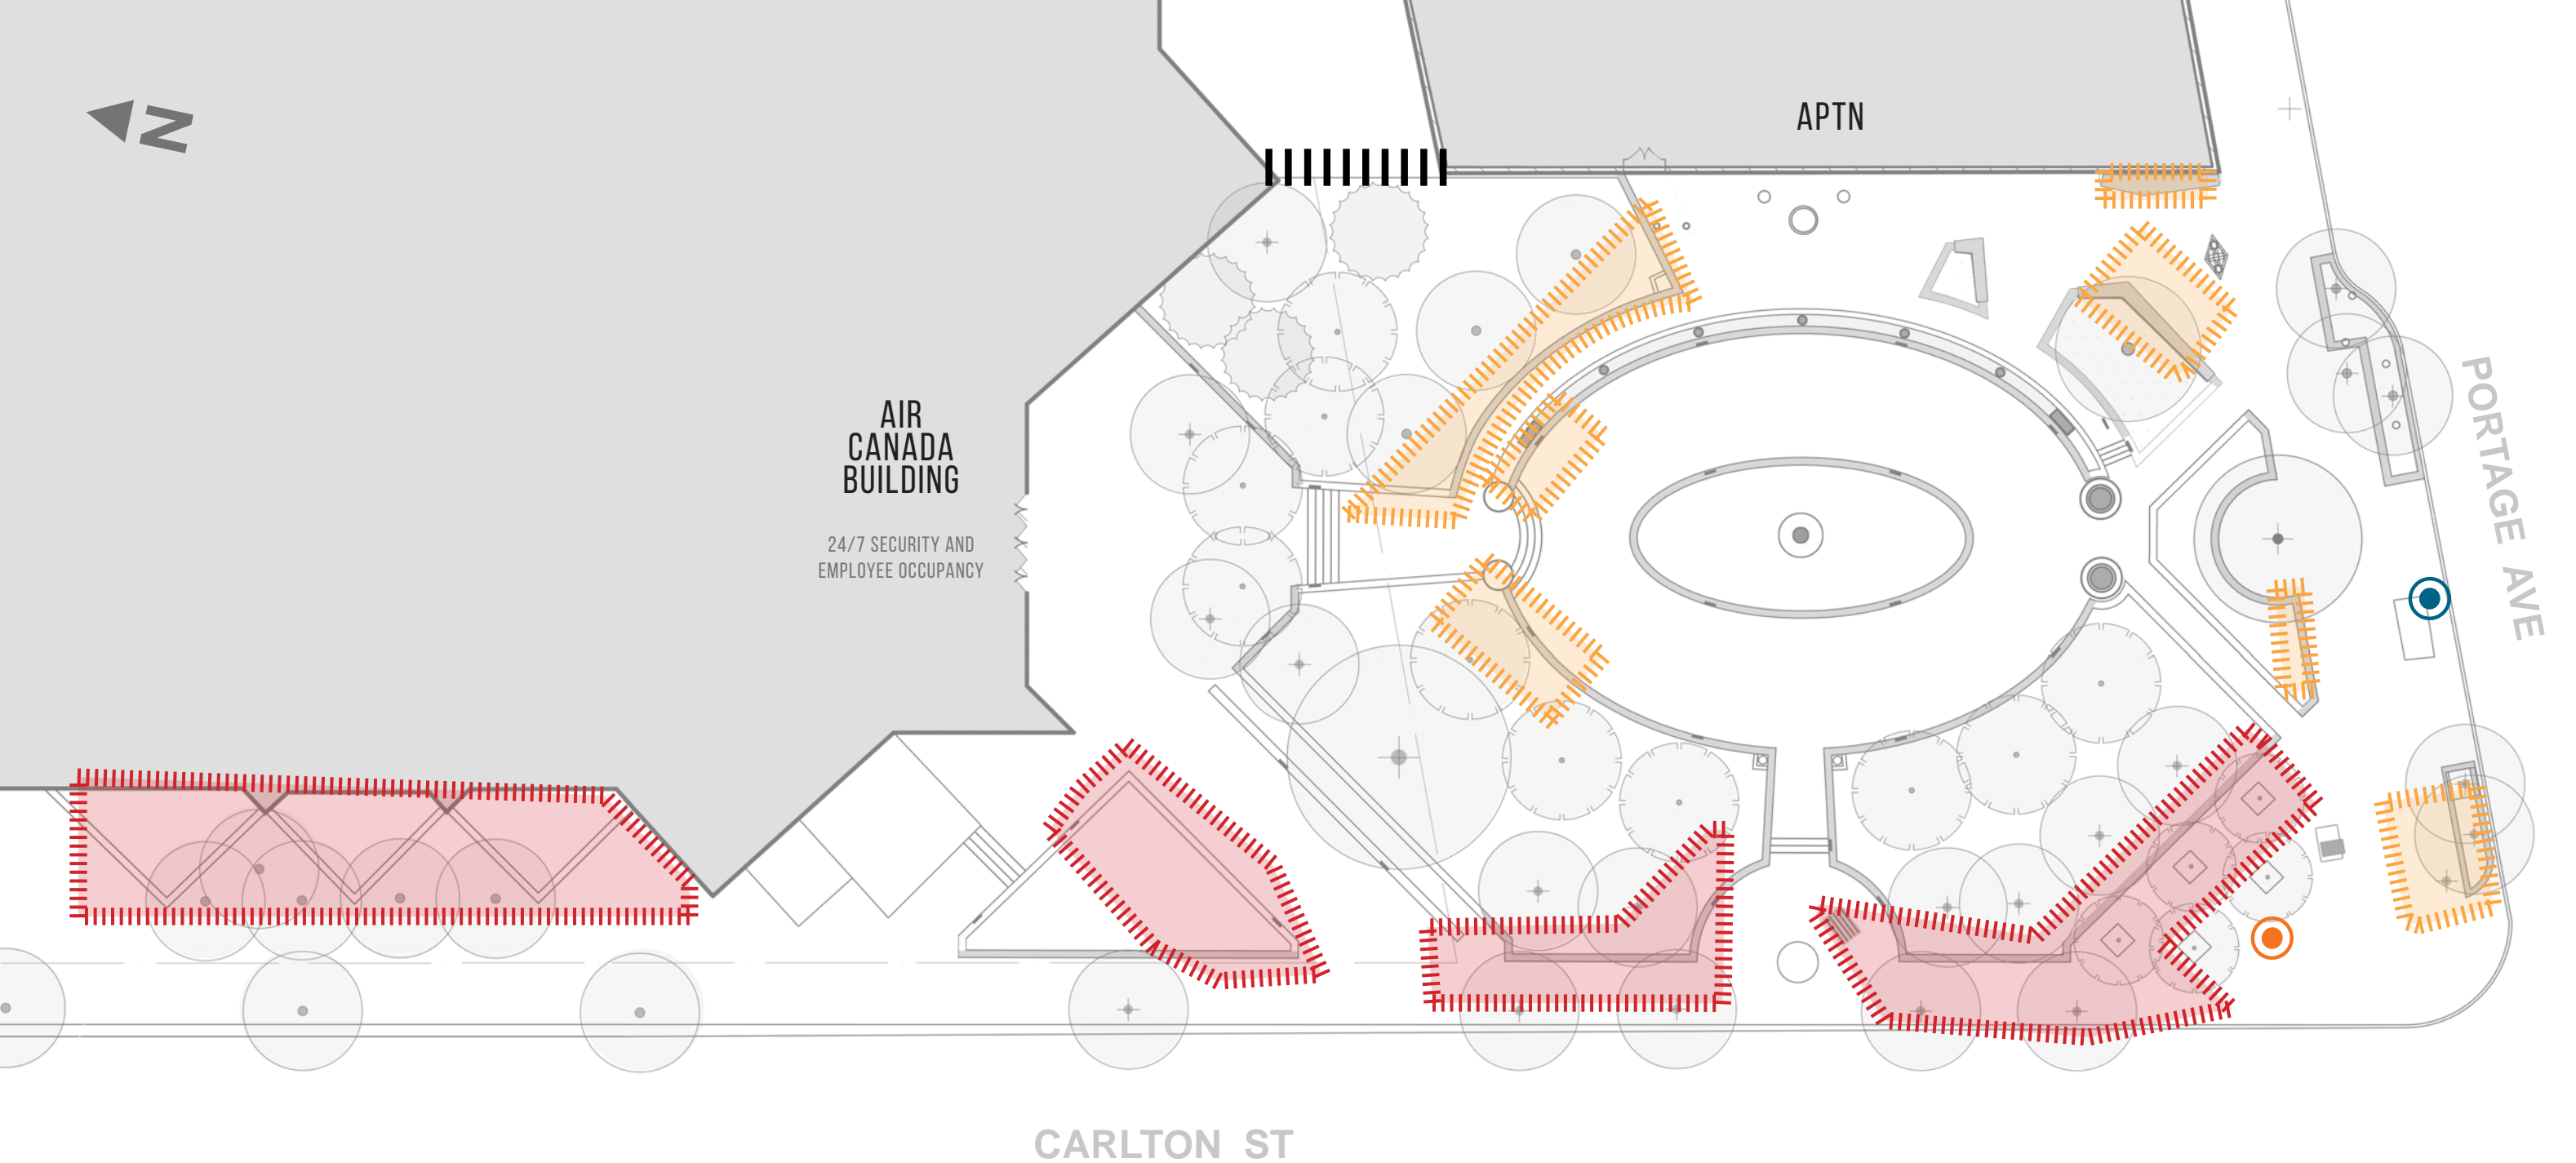 N
APTN
AIR
CANADA
BUILDING
24/7 SECURITY AND
EMPLOYEE OCCUPANCY
PORTAGE AVE
CARLTON ST